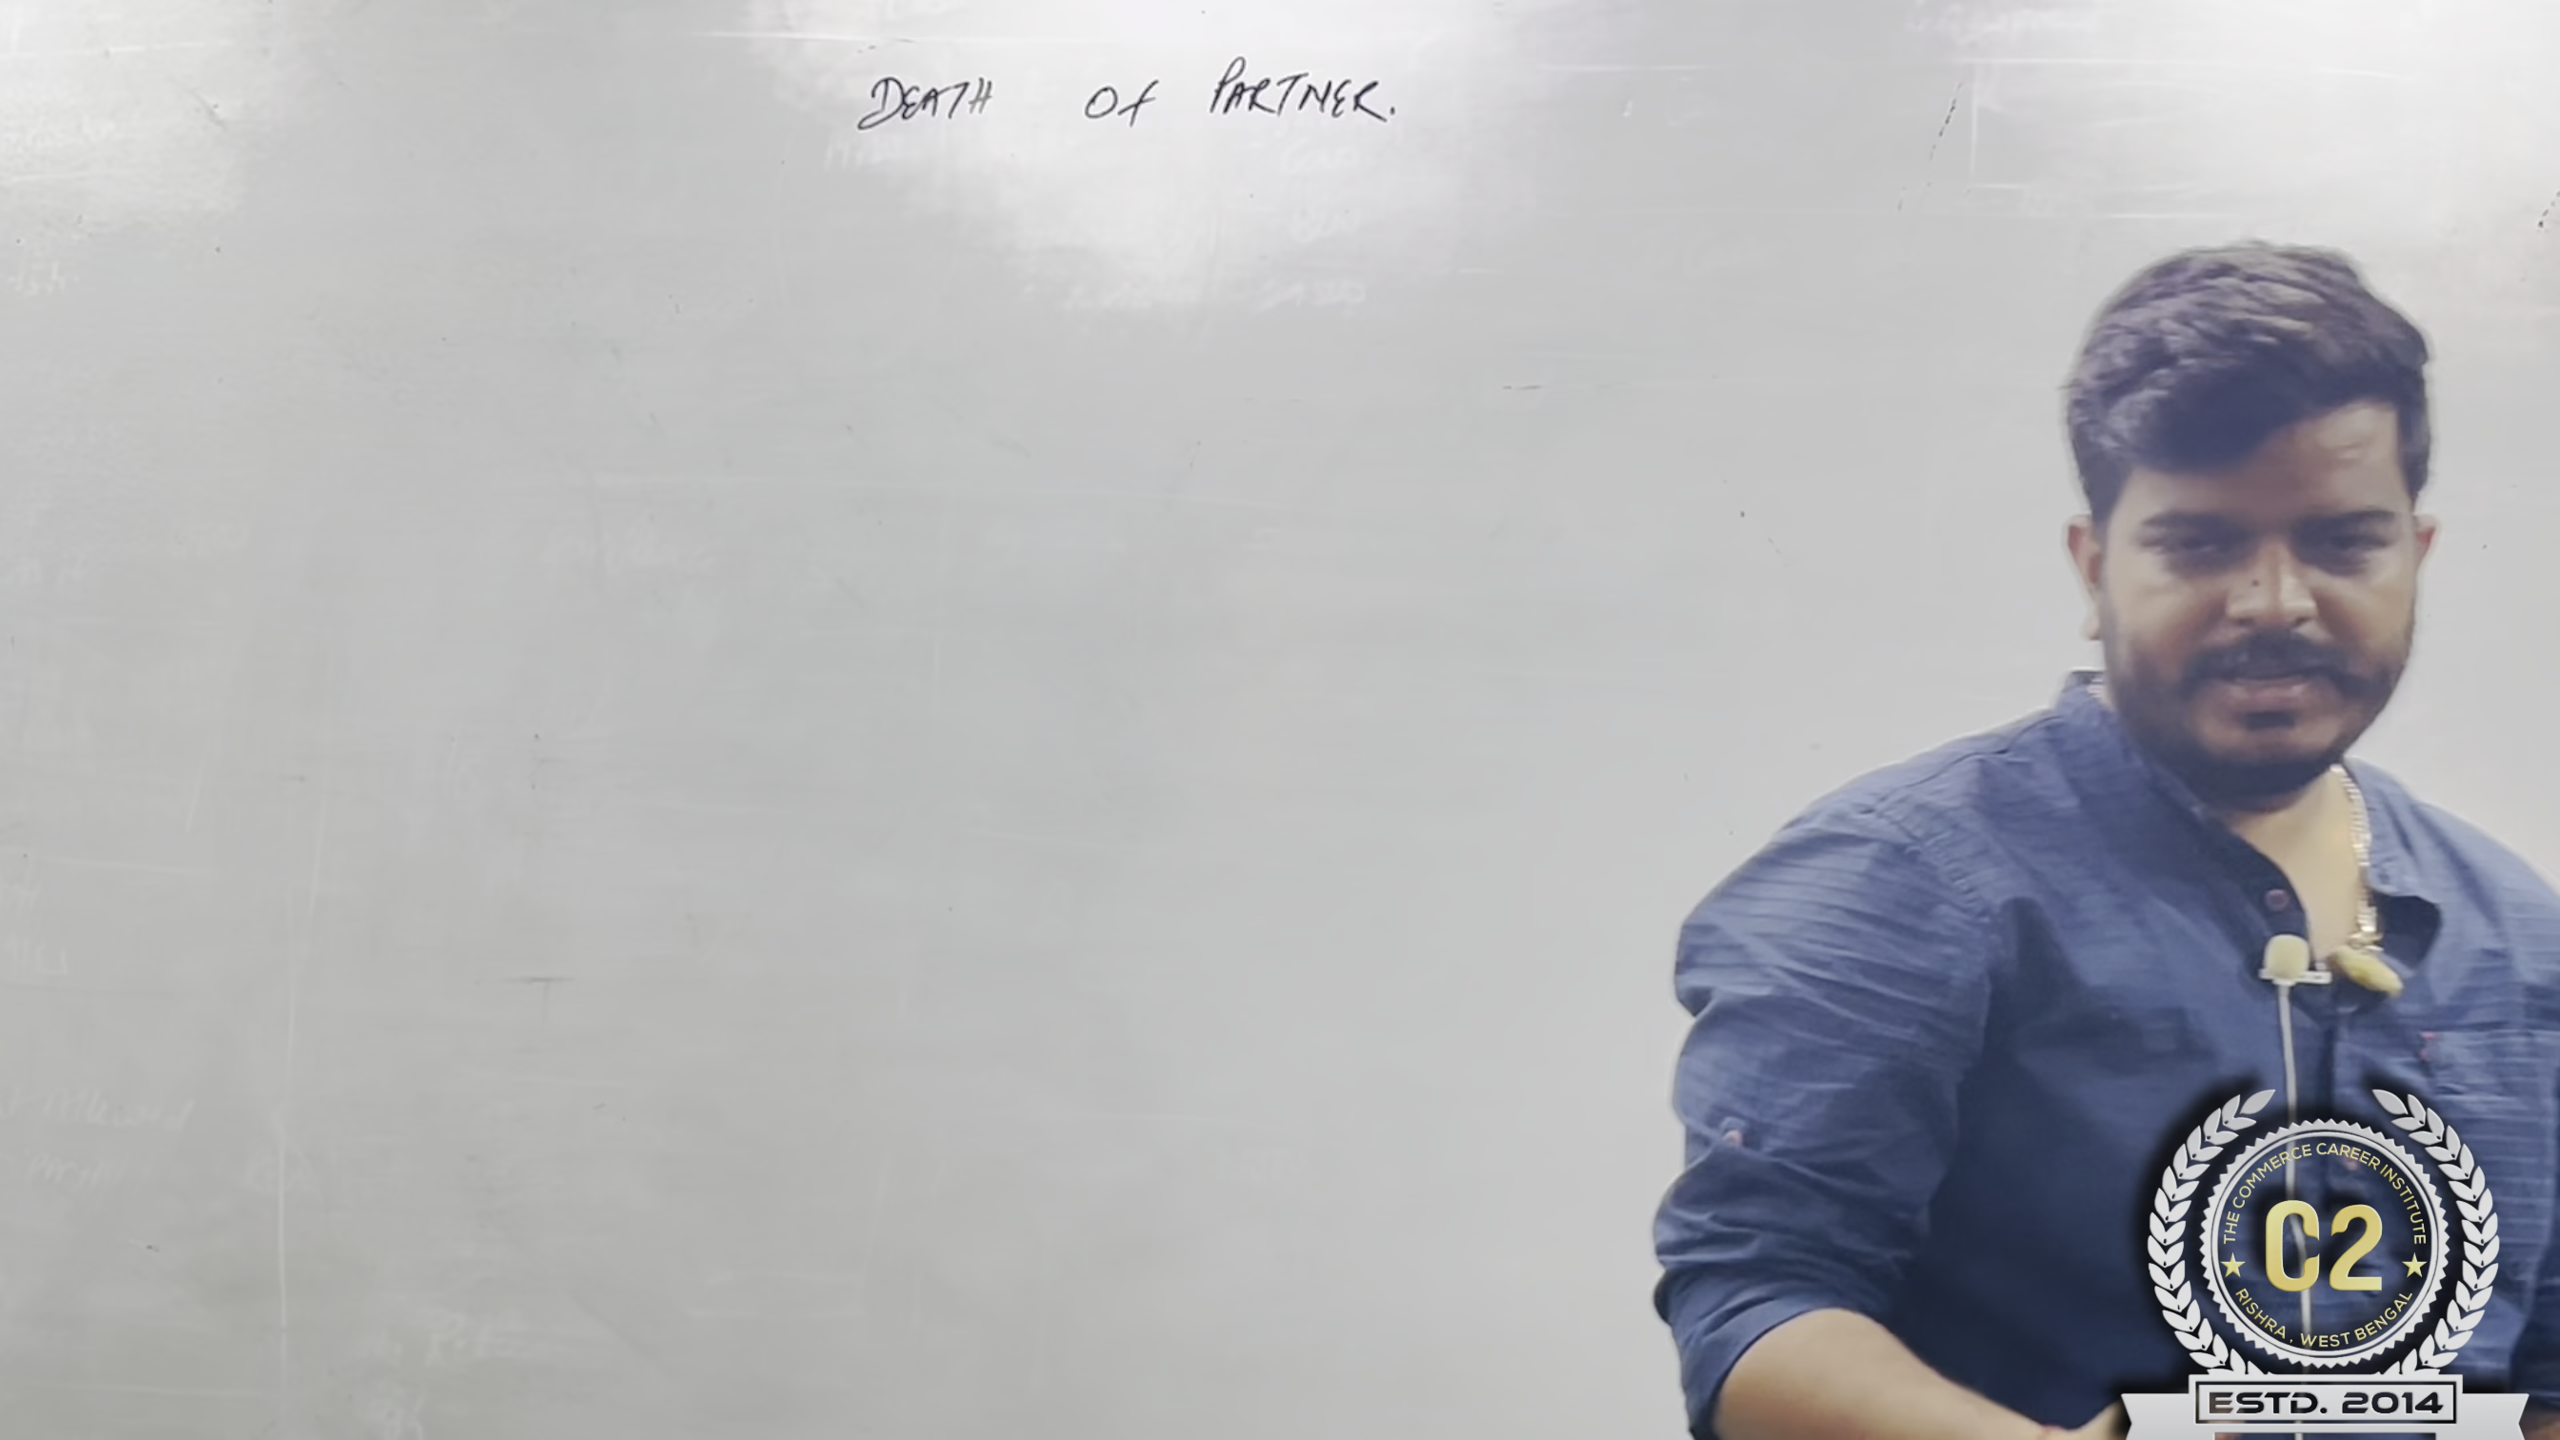 DEATH OF PARTNER.
THE COMMERCE CAREER INSTITUTE
C2
RISHRA, WEST BENGAL
ESTD. 2014